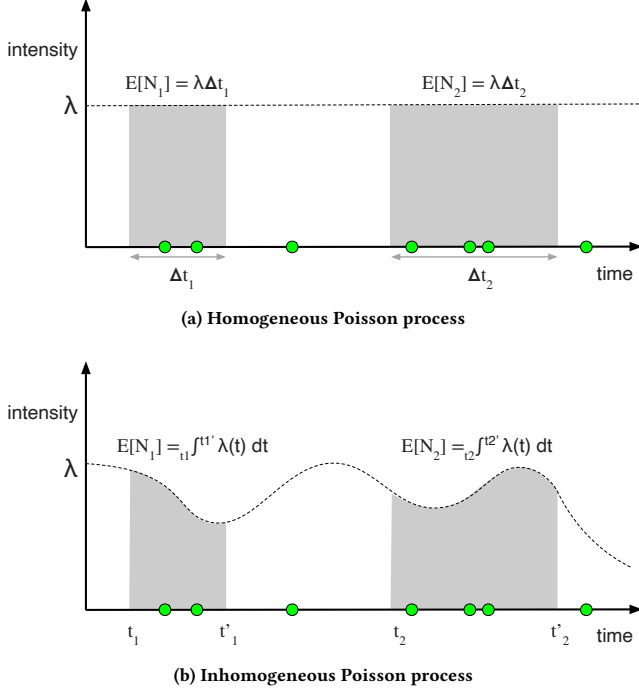 intensity
E[N₁] = λΔt₁
E[N₂] = λΔt₂
λ
Δt₁
Δt₂
time
(a) Homogeneous Poisson process
intensity
E[N₁] =ₜ₁∫ᵗ¹' λ(t) dt
E[N₂] =ₜ₂∫ᵗ²' λ(t) dt
λ
t₁
t'₁
t₂
t'₂
time
(b) Inhomogeneous Poisson process